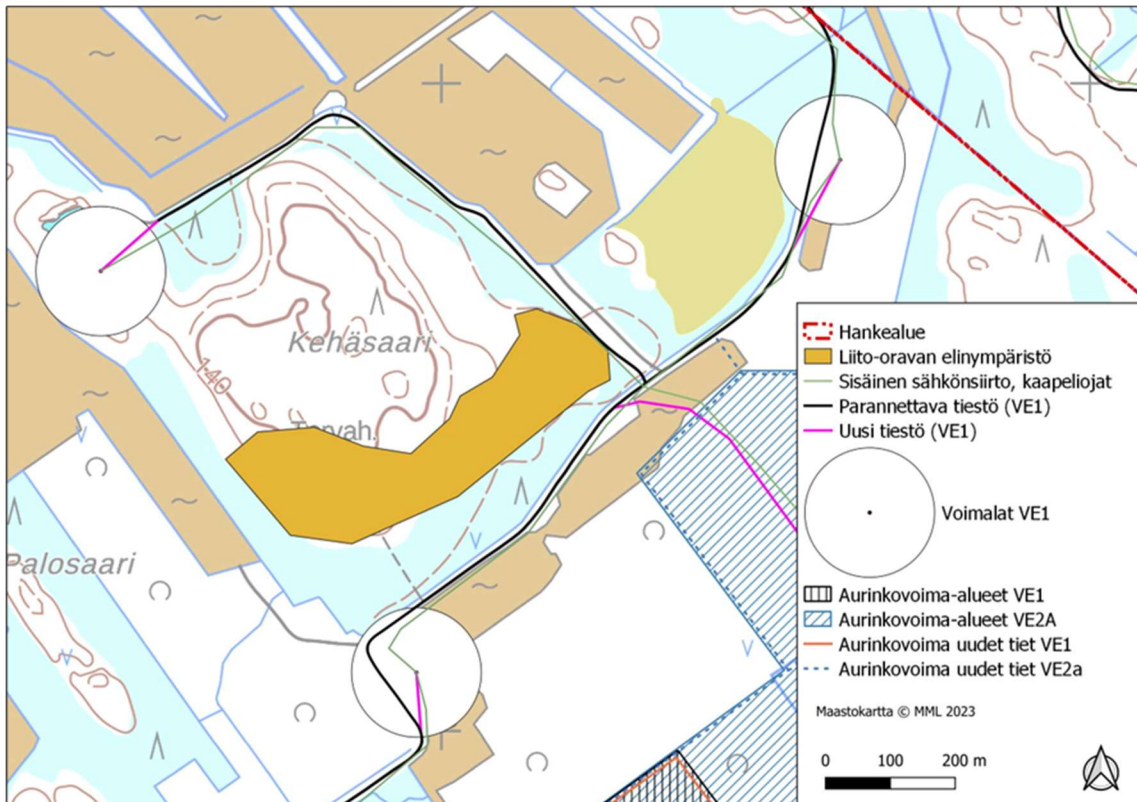 Kehäsaari
140
Tervah.
Palosaari
Hankealue
Liito-oravan elinympäristö
Sisäinen sähkönsiirto, kaapeliojat
Parannettava tiestö (VE1)
Uusi tiestö (VE1)
Voimalat VE1
Aurinkovoima-alueet VE1
Aurinkovoima-alueet VE2A
Aurinkovoima uudet tiet VE1
Aurinkovoima uudet tiet VE2a
Maastokartta © MML 2023
0 100 200 m